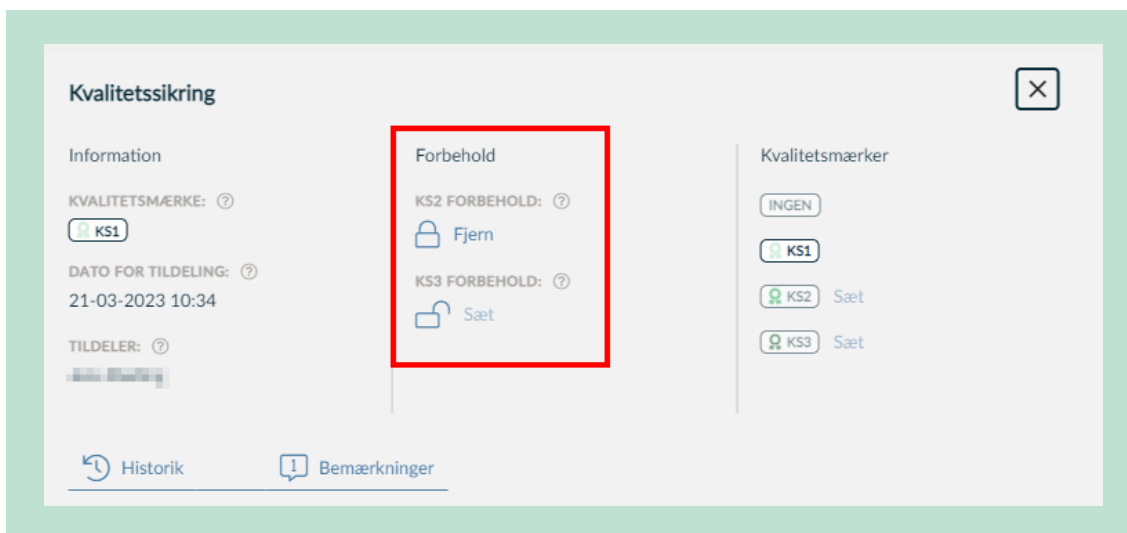 Kvalitetssikring
Information
KVALITETSMÆRKE:
KS1
DATO FOR TILDELING:
21-03-2023 10:34
TILDELER:
Forbehold
KS2 FORBEHOLD:
Fjern
KS3 FORBEHOLD:
Sæt
Kvalitetsmærker
INGEN
KS1
KS2 Sæt
KS3 Sæt
Historik
1 Bemærkninger